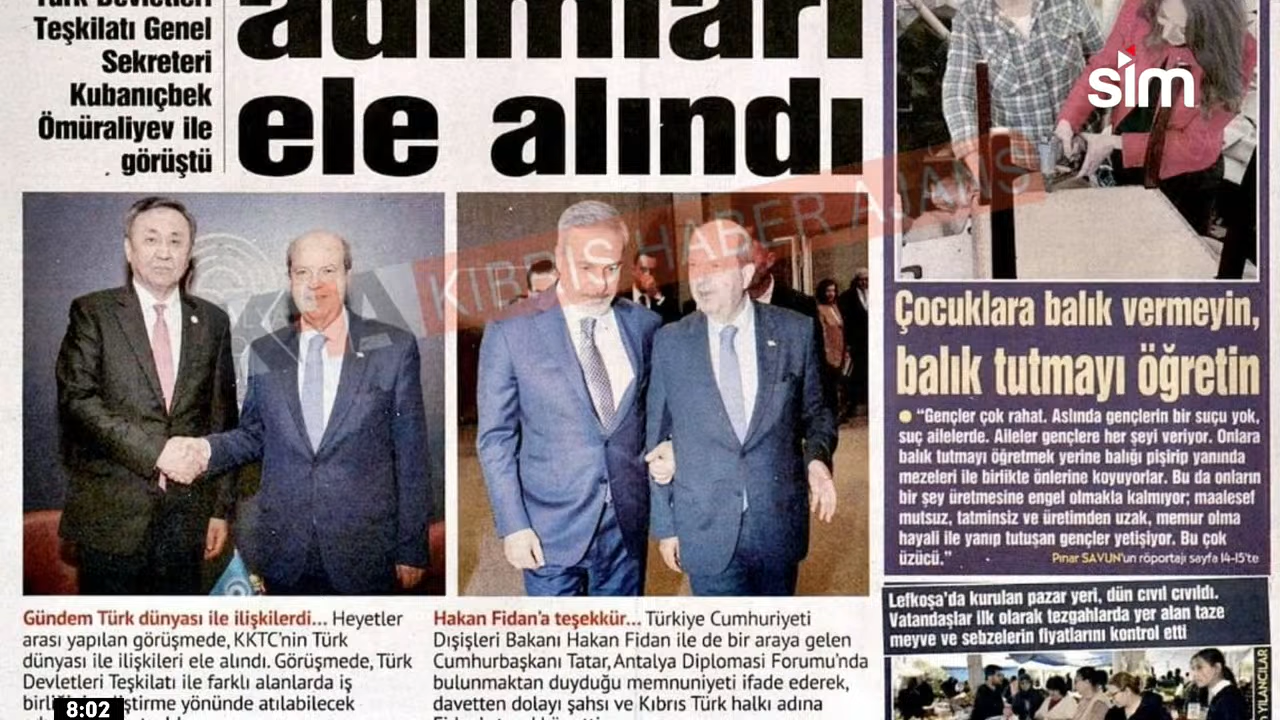 Türk Devletleri
Teşkilatı Genel
Sekreteri
Kubanıçbek
Ömüraliyev ile
görüştü
adımları
ele alındı
sim
KIBRIS HABER AJANSI
Çocuklara balık vermeyin,
balık tutmayı öğretin
● “Gençler çok rahat. Aslında gençlerin bir suçu yok,
suç ailelerde. Aileler gençlere her şeyi veriyor. Onlara
balık tutmayı öğretmek yerine balığı pişirip yanında
mezeleri ile birlikte önlerine koyuyorlar. Bu da onların
bir şey üretmesine engel olmakla kalmıyor; maalesef
mutsuz, tatminsiz ve üretimden uzak, memur olma
hayali ile yanıp tutuşan gençler yetişiyor. Bu çok
üzücü.” Pınar SAVUN'un röportajı sayfa 14-15'te
Gündem Türk dünyası ile ilişkilerdi... Heyetler
arası yapılan görüşmede, KKTC'nin Türk
dünyası ile ilişkileri ele alındı. Görüşmede, Türk
Devletleri Teşkilatı ile farklı alanlarda iş
yönünde atılabilecek
Hakan Fidan'a teşekkür... Türkiye Cumhuriyeti
Dışişleri Bakanı Hakan Fidan ile de bir araya gelen
Cumhurbaşkanı Tatar, Antalya Diplomasi Forumu'nda
bulunmaktan duyduğu memnuniyeti ifade ederek,
davetten dolayı şahsı ve Kıbrıs Türk halkı adına
Lefkoşa'da kurulan pazar yeri, dün cıvıl cıvıldı.
Vatandaşlar ilk olarak tezgahlarda yer alan taze
meyve ve sebzelerin fiyatlarını kontrol etti
YILANCILAR
8:02